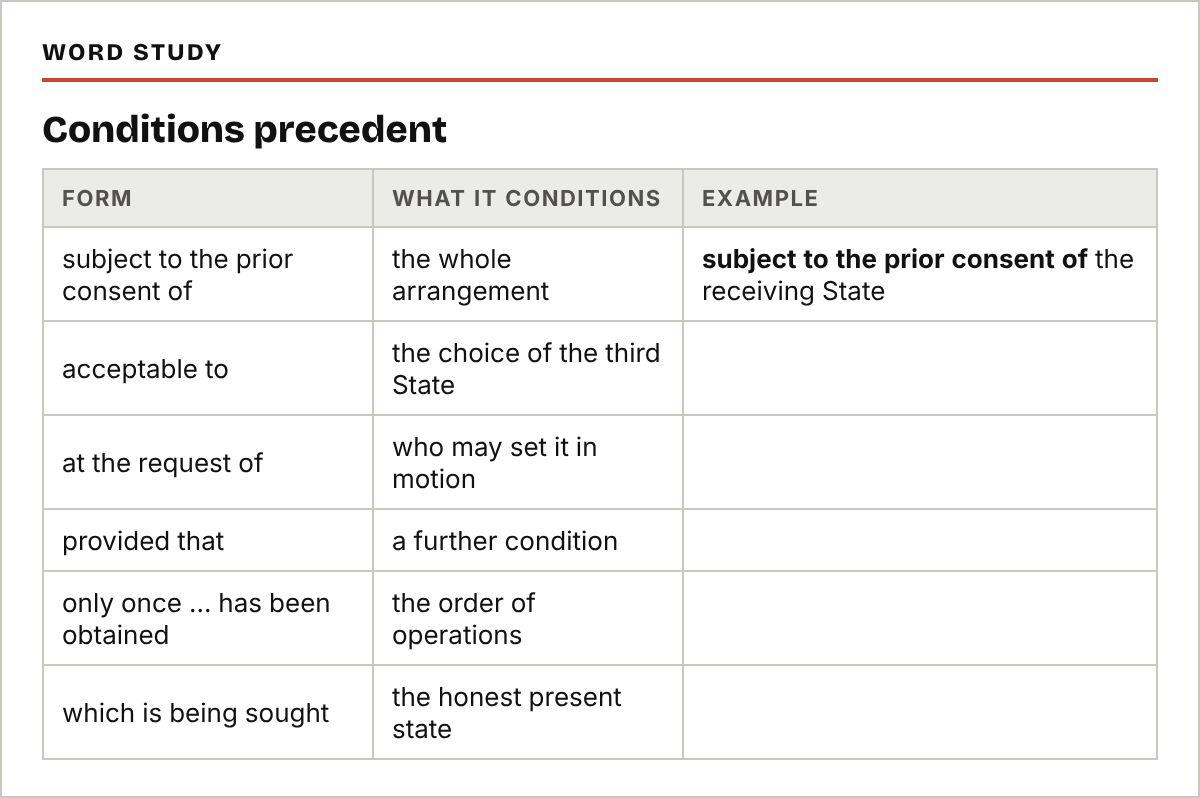 WORD STUDY
Conditions precedent
FORM
WHAT IT CONDITIONS
EXAMPLE
subject to the prior
consent of
the whole
arrangement
subject to the prior consent of the
receiving State
acceptable to
the choice of the third
State
at the request of
who may set it in
motion
provided that
a further condition
only once ... has been
obtained
the order of
operations
which is being sought
the honest present
state